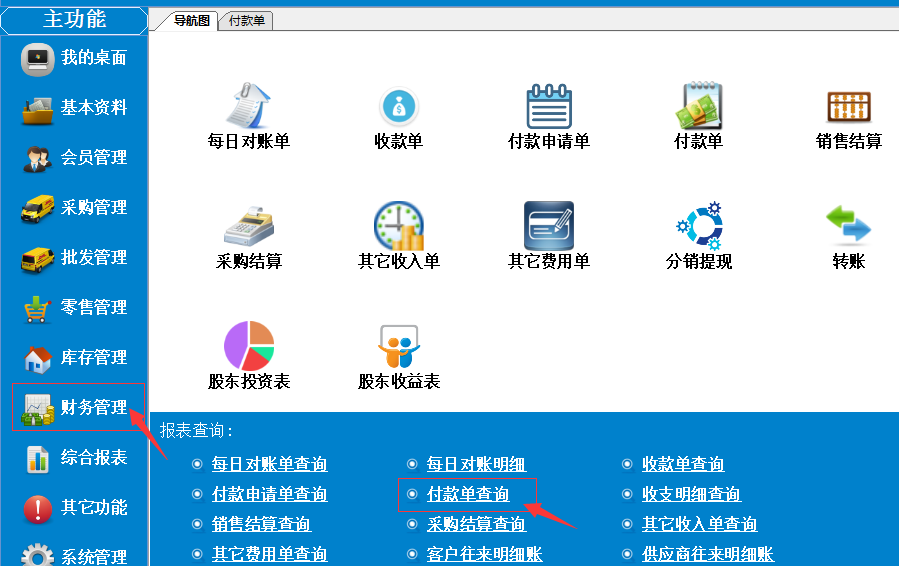 主功能
我的桌面
基本资料
会员管理
采购管理
批发管理
零售管理
库存管理
财务管理
综合报表
其它功能
系统管理
导航图 付款单
每日对账单 收款单 付款申请单 付款单 销售结算
采购结算 其它收入单 其它费用单 分销提现 转账
股东投资表 股东收益表
报表查询：
每日对账单查询 每日对账明细 收款单查询
付款申请单查询 付款单查询 收支明细查询
销售结算查询 采购结算查询 其它收入单查询
其它费用单查询 客户往来明细账 供应商往来明细账